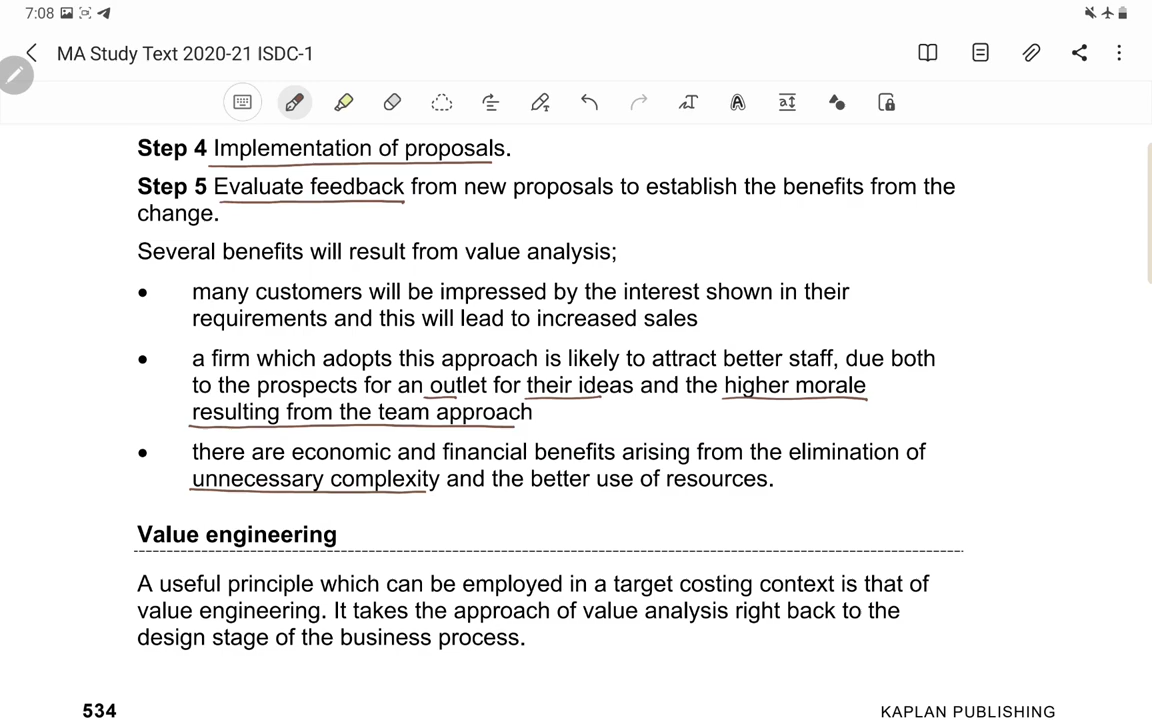 7:08
MA Study Text 2020-21 ISDC-1
Step 4 Implementation of proposals.
Step 5 Evaluate feedback from new proposals to establish the benefits from the
change.
Several benefits will result from value analysis;
• many customers will be impressed by the interest shown in their
requirements and this will lead to increased sales
• a firm which adopts this approach is likely to attract better staff, due both
to the prospects for an outlet for their ideas and the higher morale
resulting from the team approach
• there are economic and financial benefits arising from the elimination of
unnecessary complexity and the better use of resources.
Value engineering
A useful principle which can be employed in a target costing context is that of
value engineering. It takes the approach of value analysis right back to the
design stage of the business process.
534 KAPLAN PUBLISHING